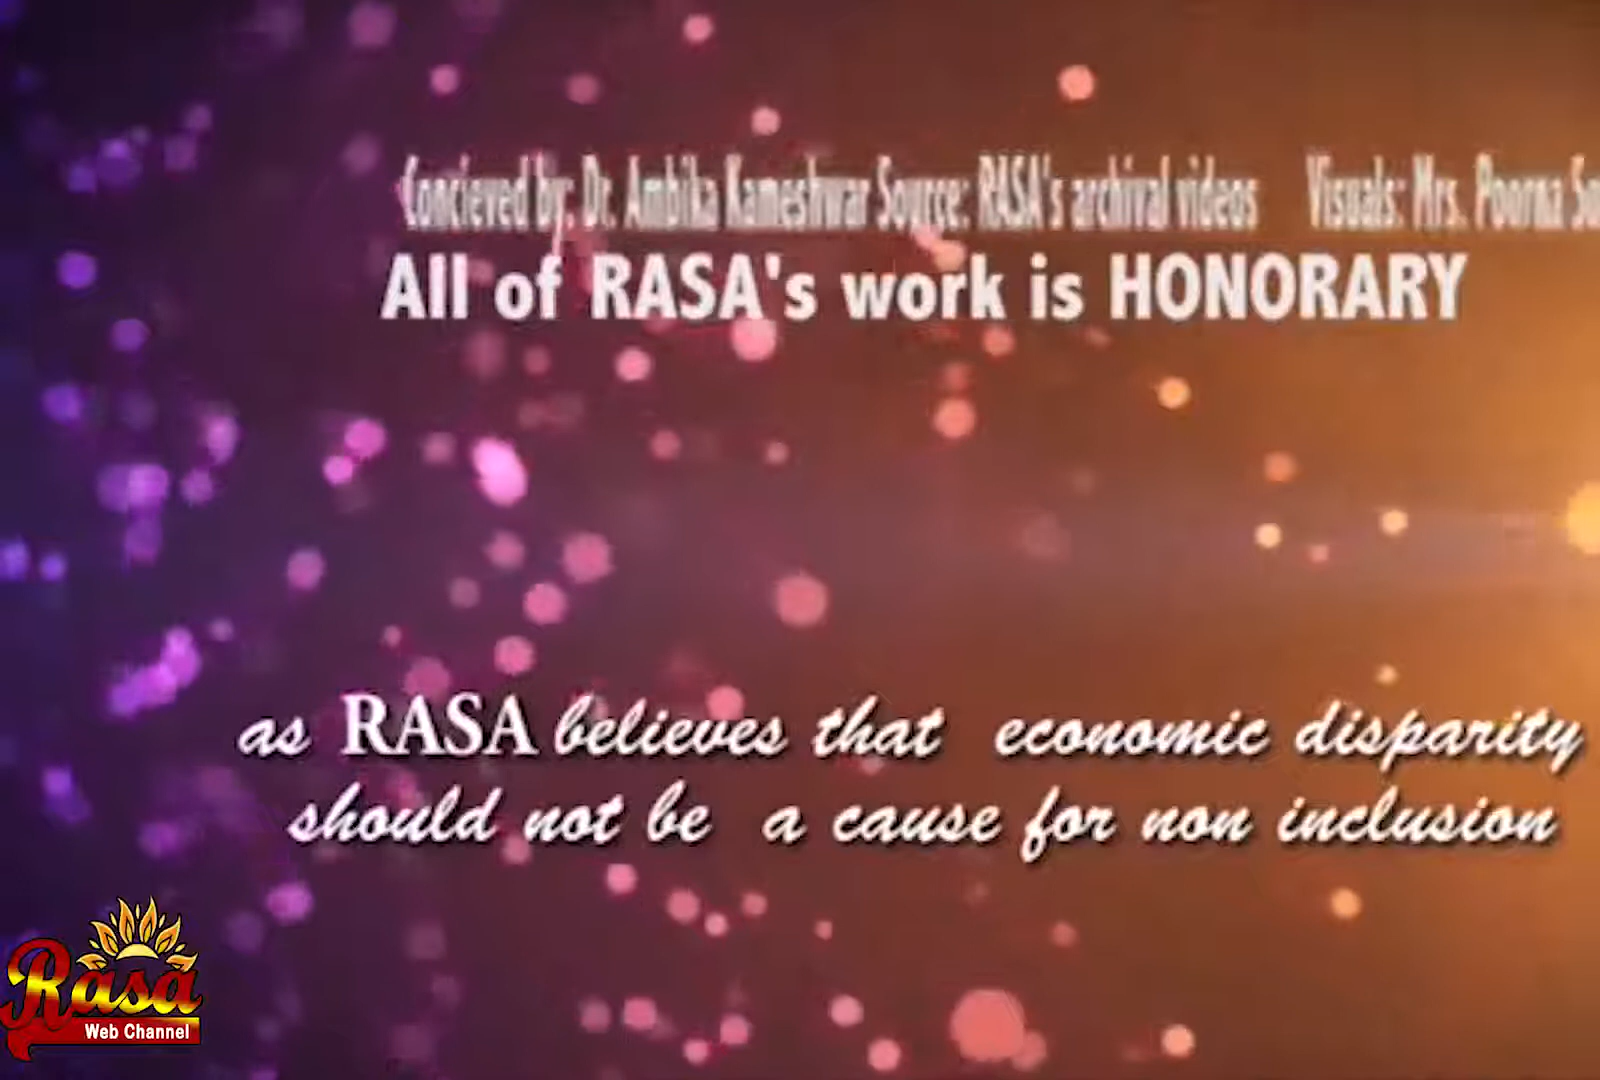 Concieved by: Dr. Ambika Kameshwar Source: RASA's archival videos Visuals: Mrs. Poorna
All of RASA's work is HONORARY
as RASA believes that economic disparity
should not be a cause for non inclusion
Rasa
Web Channel